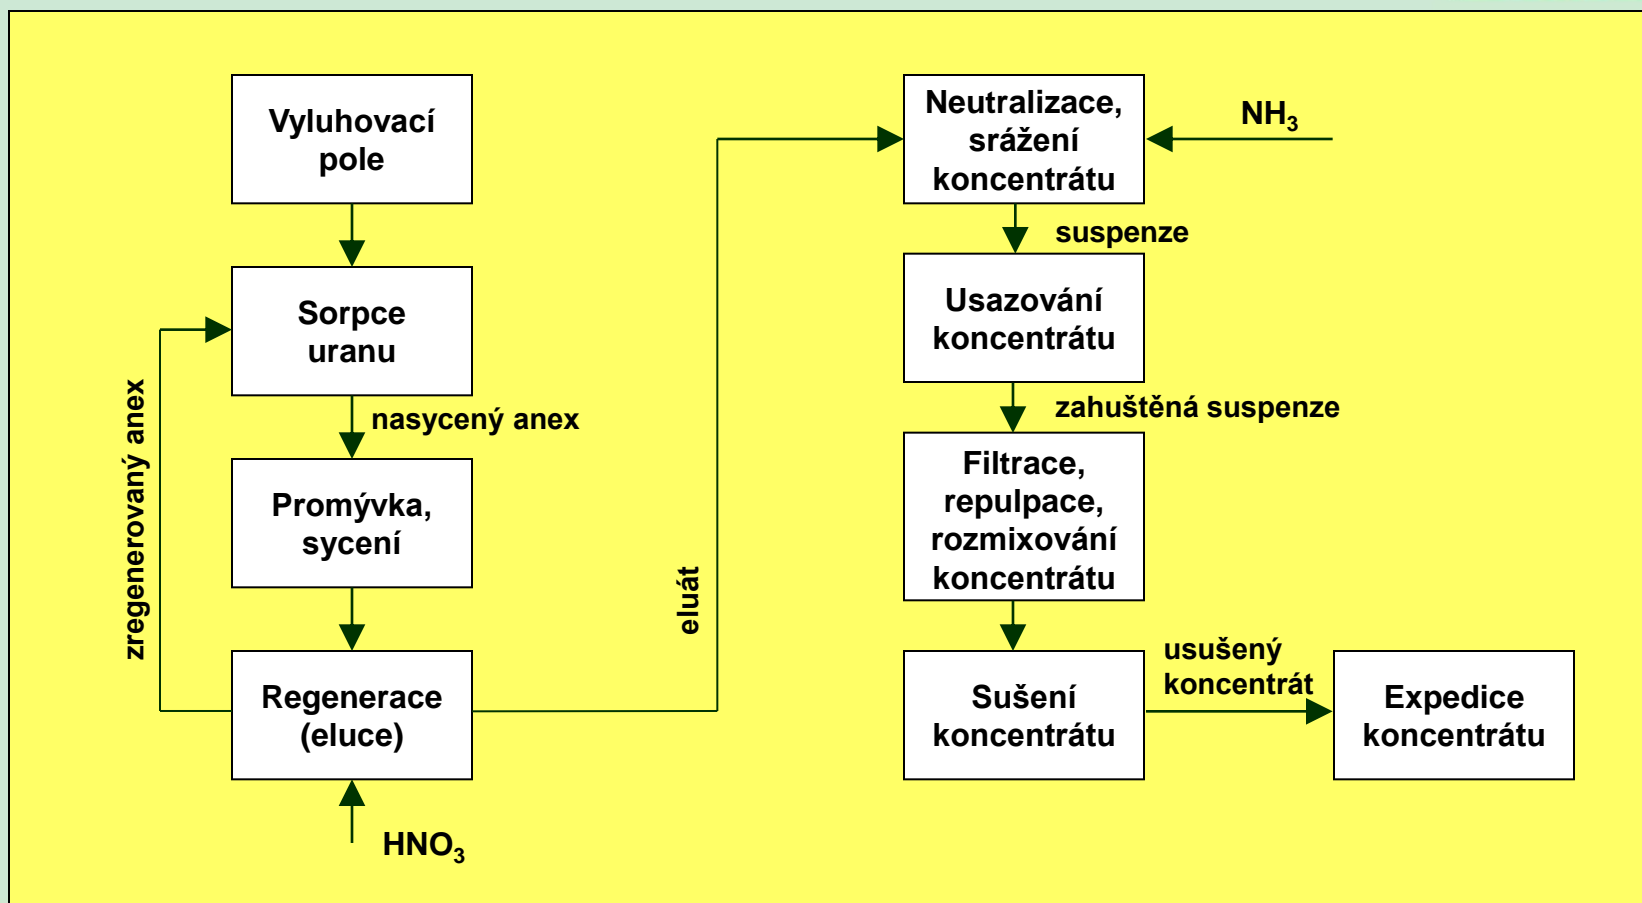 Vyluhovací
pole
Sorpce
uranu
nasycený anex
zregenerovaný anex
Promývka,
sycení
Regenerace
(eluce)
HNO₃
eluát
Neutralizace,
srážení
koncentrátu
NH₃
suspenze
Usazování
koncentrátu
zahuštěná suspenze
Filtrace,
repulpace,
rozmixování
koncentrátu
Sušení
koncentrátu
usušený
koncentrát
Expedice
koncentrátu